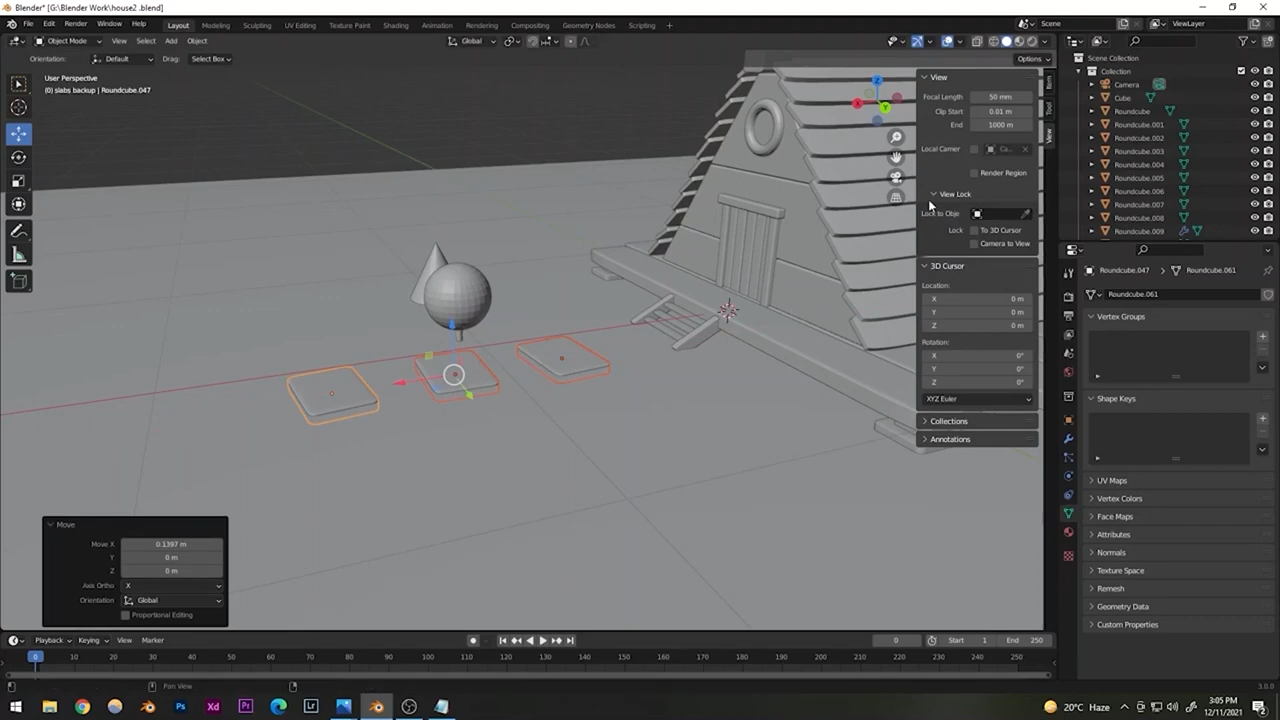 Blender* [G:\Blender Work\house2 .blend]
File Edit Render Window Help Layout Modeling Sculpting UV Editing Texture Paint Shading Animation Rendering Compositing Geometry Nodes Scripting + Scene ViewLayer
Object Mode View Select Add Object Global
Orientation: Default Drag: Select Box Options
User Perspective
(0) slabs backup | Roundcube.047
View
Focal Length 50 mm
Clip Start 0.01 m
End 1000 m
Local Camer Ca...
Render Region
View Lock
Lock to Obje
Lock To 3D Cursor
Camera to View
3D Cursor
Location:
X 0 m
Y 0 m
Z 0 m
Rotation:
X 0°
Y 0°
Z 0°
XYZ Euler
Collections
Annotations
Item
Tool
View
Scene Collection
Collection
Camera
Cube
Roundcube
Roundcube.001
Roundcube.002
Roundcube.003
Roundcube.004
Roundcube.005
Roundcube.006
Roundcube.007
Roundcube.008
Roundcube.009
Roundcube.047 Roundcube.061
Roundcube.061
Vertex Groups
Shape Keys
UV Maps
Vertex Colors
Face Maps
Attributes
Normals
Texture Space
Remesh
Geometry Data
Custom Properties
Move
Move X 0.1397 m
Y 0 m
Z 0 m
Axis Ortho X
Orientation Global
Proportional Editing
Playback Keying View Marker 0 Start 1 End 250
0 10 20 30 40 50 60 70 80 90 100 110 120 130 140 150 160 170 180 190 200 210 220 230 240 250
Pan View 3.0.0
20°C Haze 3:05 PM
12/11/2021